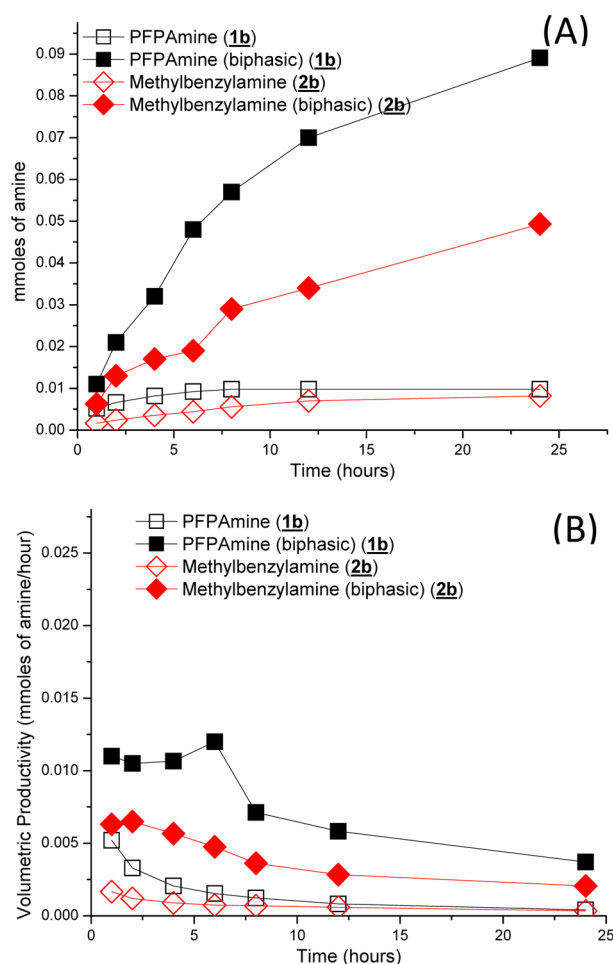 (A)
PFPAmine (1b)
PFPAmine (biphasic) (1b)
Methylbenzylamine (2b)
Methylbenzylamine (biphasic) (2b)
0.09
0.08
0.07
0.06
0.05
0.04
0.03
0.02
0.01
0.00
mmoles of amine
0 5 10 15 20 25
Time (hours)
(B)
PFPAmine (1b)
PFPAmine (biphasic) (1b)
Methylbenzylamine (2b)
Methylbenzylamine (biphasic) (2b)
0.025
0.020
0.015
0.010
0.005
0.000
Volumetric Productivity (mmoles of amine/hour)
0 5 10 15 20 25
Time (hours)